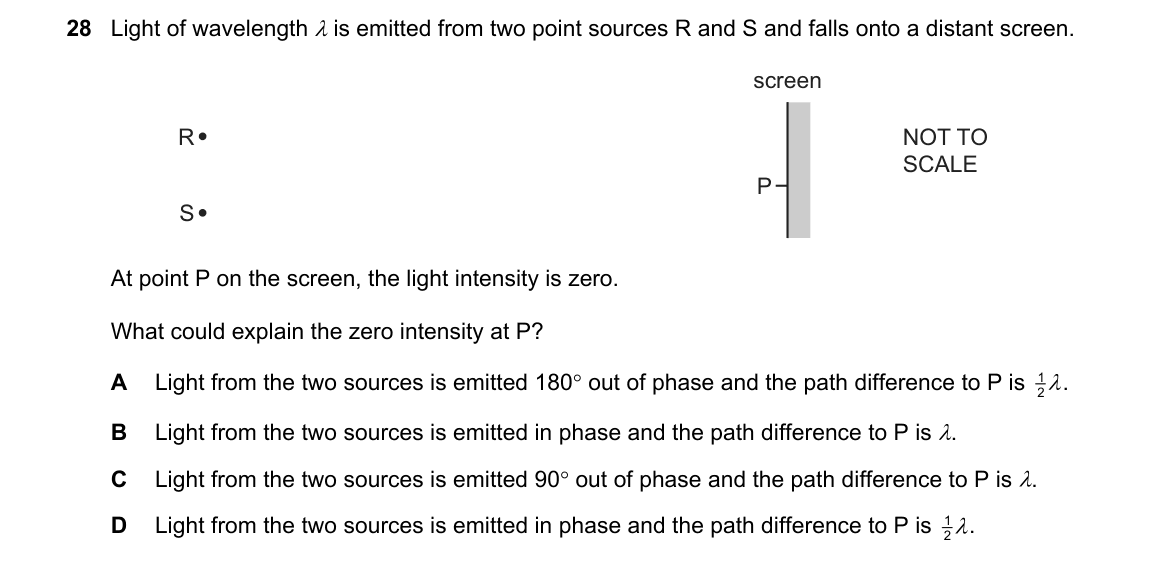 28 Light of wavelength λ is emitted from two point sources R and S and falls onto a distant screen.
screen
R
NOT TO
SCALE
P
S
At point P on the screen, the light intensity is zero.
What could explain the zero intensity at P?
A Light from the two sources is emitted 180° out of phase and the path difference to P is ½λ.
B Light from the two sources is emitted in phase and the path difference to P is λ.
C Light from the two sources is emitted 90° out of phase and the path difference to P is λ.
D Light from the two sources is emitted in phase and the path difference to P is ½λ.